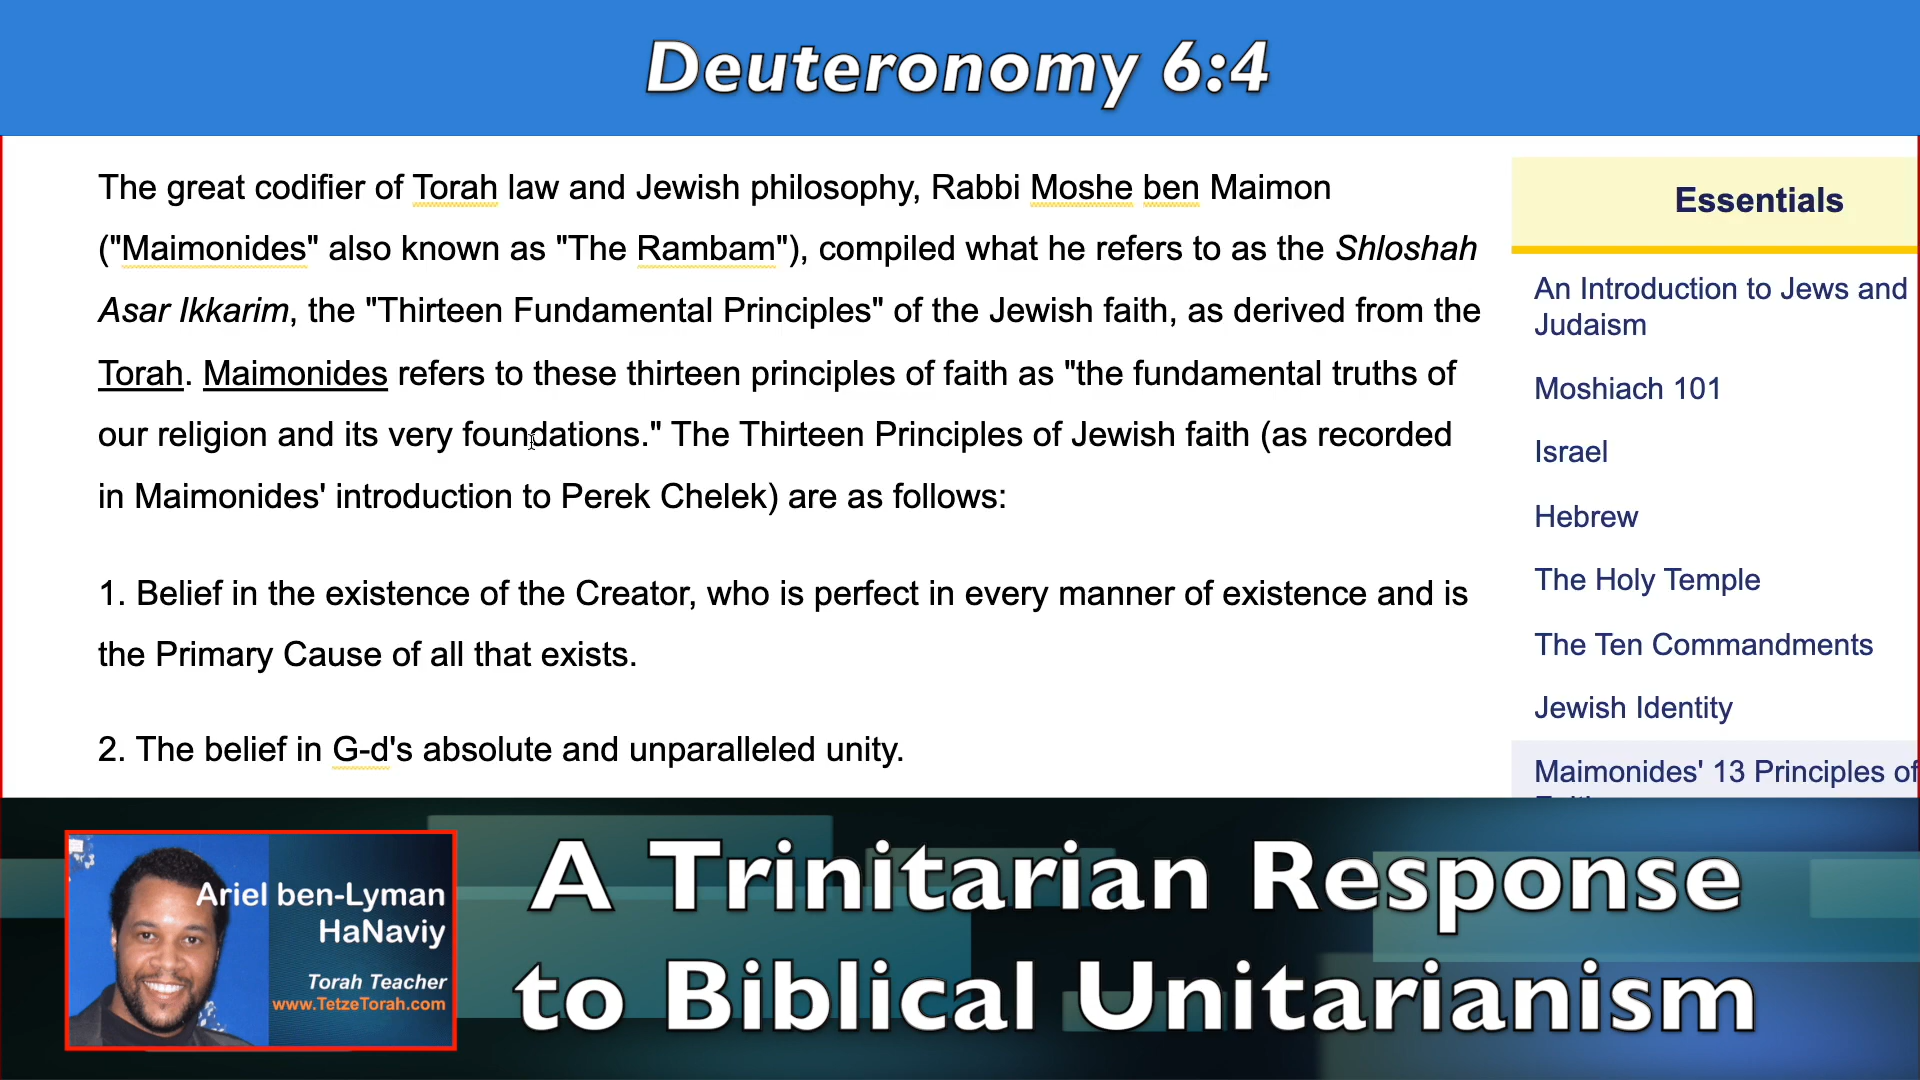 Deuteronomy 6:4
The great codifier of Torah law and Jewish philosophy, Rabbi Moshe ben Maimon
("Maimonides" also known as "The Rambam"), compiled what he refers to as the Shloshah
Asar Ikkarim, the "Thirteen Fundamental Principles" of the Jewish faith, as derived from the
Torah. Maimonides refers to these thirteen principles of faith as "the fundamental truths of
our religion and its very foundations." The Thirteen Principles of Jewish faith (as recorded
in Maimonides' introduction to Perek Chelek) are as follows:
1. Belief in the existence of the Creator, who is perfect in every manner of existence and is
the Primary Cause of all that exists.
2. The belief in G-d's absolute and unparalleled unity.
Essentials
An Introduction to Jews and
Judaism
Moshiach 101
Israel
Hebrew
The Holy Temple
The Ten Commandments
Jewish Identity
Maimonides' 13 Principles of
Ariel ben-Lyman
HaNaviy
Torah Teacher
www.TetzeTorah.com
A Trinitarian Response
to Biblical Unitarianism